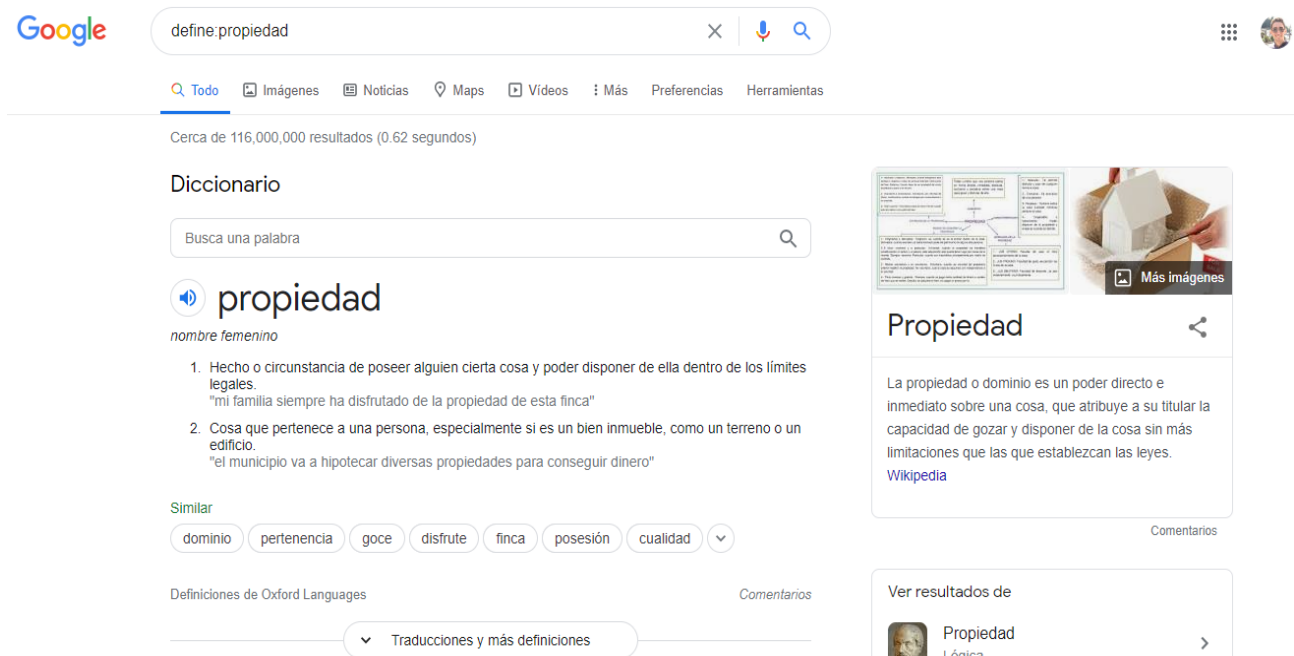 Google
define:propiedad
Todo
Imágenes
Noticias
Maps
Vídeos
Más
Preferencias
Herramientas
Cerca de 116,000,000 resultados (0.62 segundos)
Diccionario
Busca una palabra
propiedad
nombre femenino
1. Hecho o circunstancia de poseer alguien cierta cosa y poder disponer de ella dentro de los límites
legales.
"mi familia siempre ha disfrutado de la propiedad de esta finca"
2. Cosa que pertenece a una persona, especialmente si es un bien inmueble, como un terreno o un
edificio.
"el municipio va a hipotecar diversas propiedades para conseguir dinero"
Similar
dominio
pertenencia
goce
disfrute
finca
posesión
cualidad
Definiciones de Oxford Languages
Comentarios
Traducciones y más definiciones
Más imágenes
Propiedad
La propiedad o dominio es un poder directo e
inmediato sobre una cosa, que atribuye a su titular la
capacidad de gozar y disponer de la cosa sin más
limitaciones que las que establezcan las leyes.
Wikipedia
Comentarios
Ver resultados de
Propiedad
Lógica